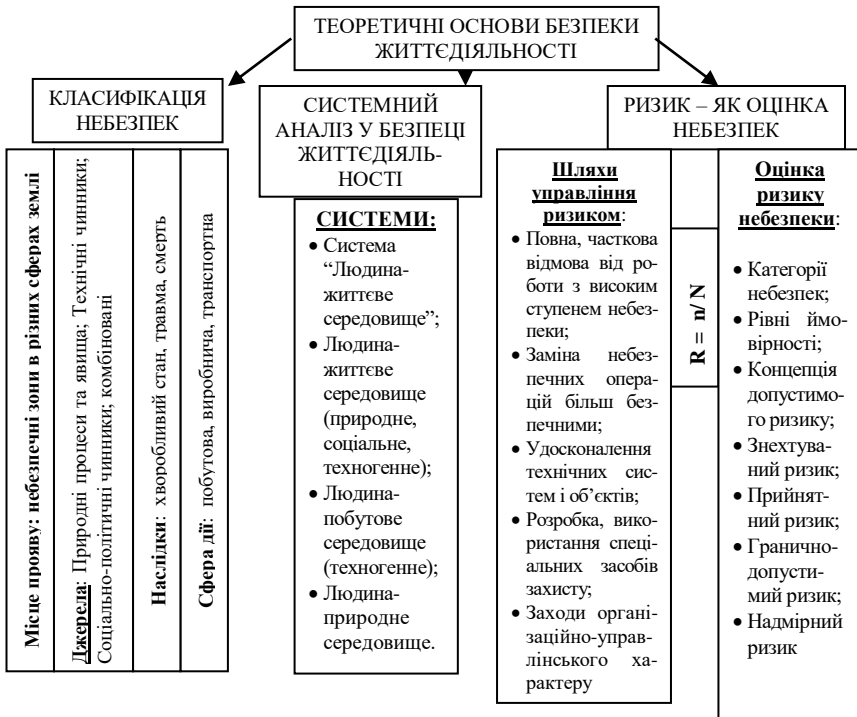 ТЕОРЕТИЧНІ ОСНОВИ БЕЗПЕКИ
ЖИТТЄДІЯЛЬНОСТІ
КЛАСИФІКАЦІЯ
НЕБЕЗПЕК
Місце прояву: небезпечні зони в різних сферах землі
Джерела: Природні процеси та явища; Технічні чинники;
Соціально-політичні чинники; комбіновані
Наслідки: хворобливий стан, травма, смерть
Сфера дії: побутова, виробнича, транспортна
СИСТЕМНИЙ
АНАЛІЗ У БЕЗПЕЦІ
ЖИТТЄДІЯЛЬ-
НОСТІ
СИСТЕМИ:
• Система
“Людина-
життєве
середовище”;
• Людина-
життєве
середовище
(природне,
соціальне,
техногенне);
• Людина-
побутове
середовище
(техногенне);
• Людина-
природне
середовище.
РИЗИК – ЯК ОЦІНКА
НЕБЕЗПЕК
Шляхи
управління
ризиком:
• Повна, часткова
відмова від ро-
боти з високим
ступенем небез-
пеки;
• Заміна небез-
печних опера-
цій більш без-
печними;
• Удосконалення
технічних сис-
тем і об’єктів;
• Розробка, вико-
ристання спеці-
альних засобів
захисту;
• Заходи органі-
заційно-управ-
лінського ха-
рактеру
R = n/ N
Оцінка
ризику
небезпеки:
• Категорії
небезпек;
• Рівні ймо-
вірності;
• Концепція
допустимо-
го ризику;
• Знехтува-
ний ризик;
• Прийнят-
ний ризик;
• Гранично-
допусти-
мий ризик;
• Надмірний
ризик